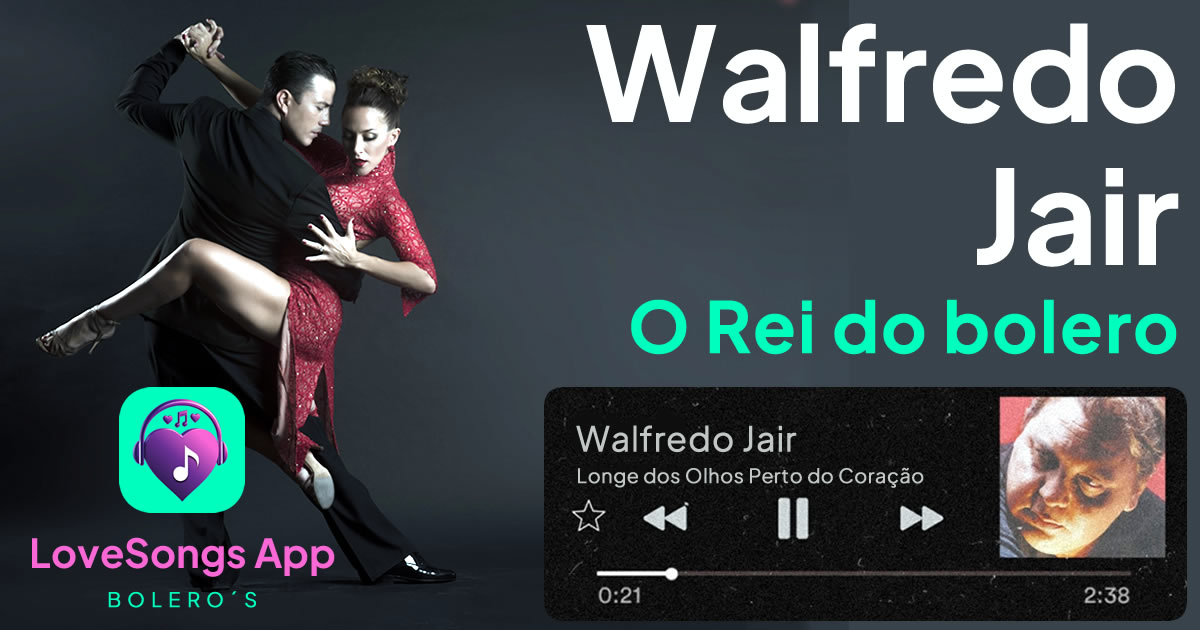 Walfredo
Jair
O Rei do bolero
Walfredo Jair
Longe dos Olhos Perto do Coração
0:21
2:38
LoveSongs App
BOLERO´S